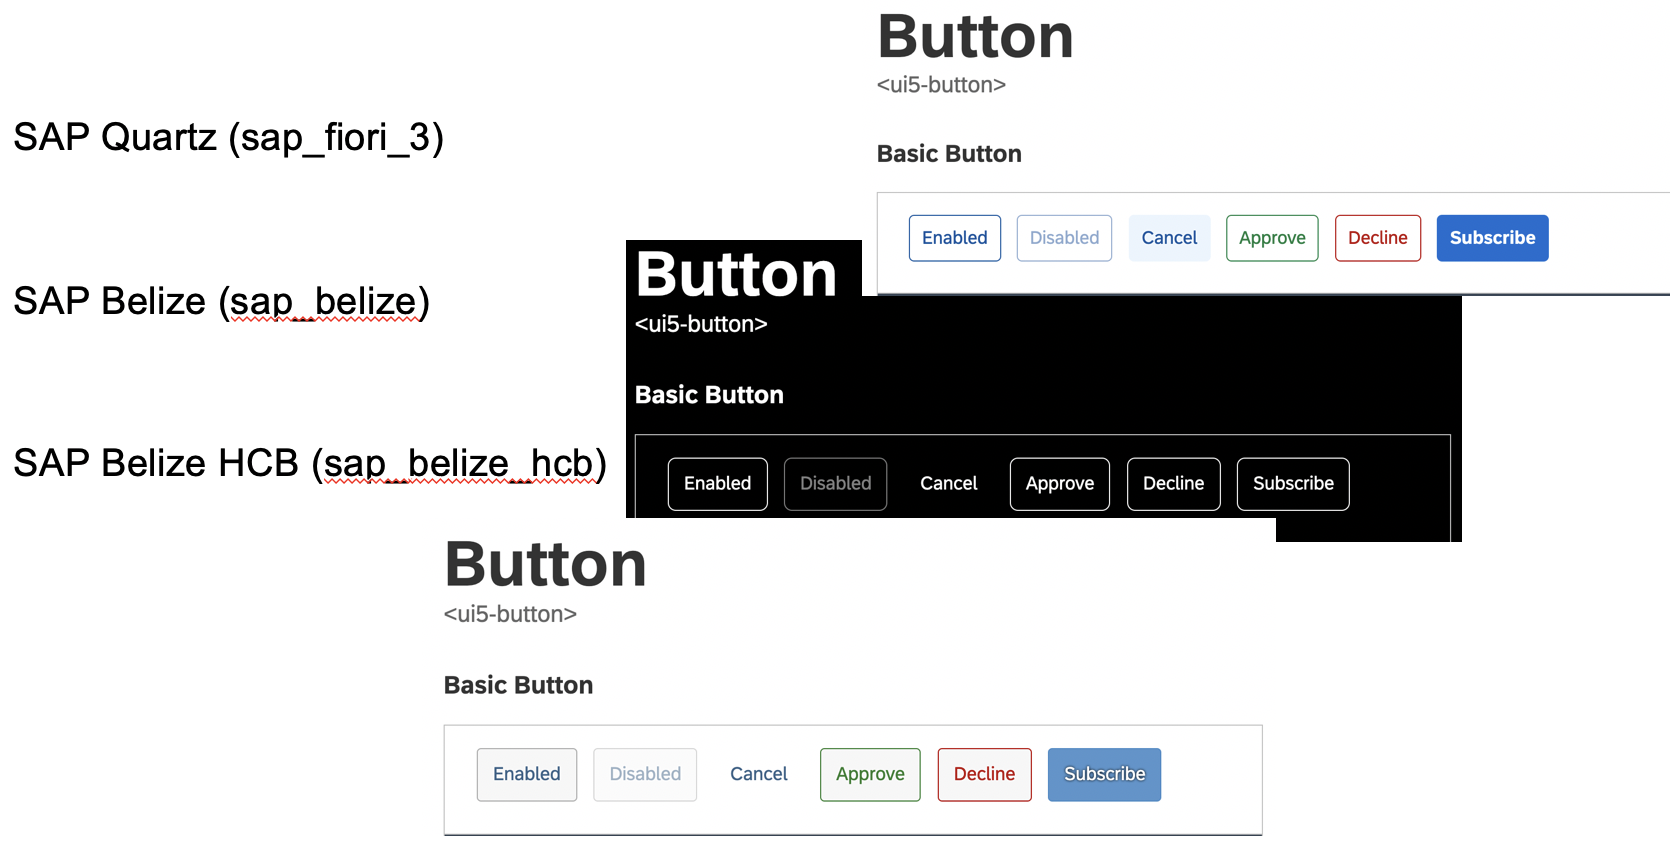 SAP Quartz (sap_fiori_3)
SAP Belize (sap_belize)
SAP Belize HCB (sap_belize_hcb)
Button
<ui5-button>
Basic Button
Enabled Disabled Cancel Approve Decline Subscribe
Button
<ui5-button>
Basic Button
Enabled Disabled Cancel Approve Decline Subscribe
Button
<ui5-button>
Basic Button
Enabled Disabled Cancel Approve Decline Subscribe